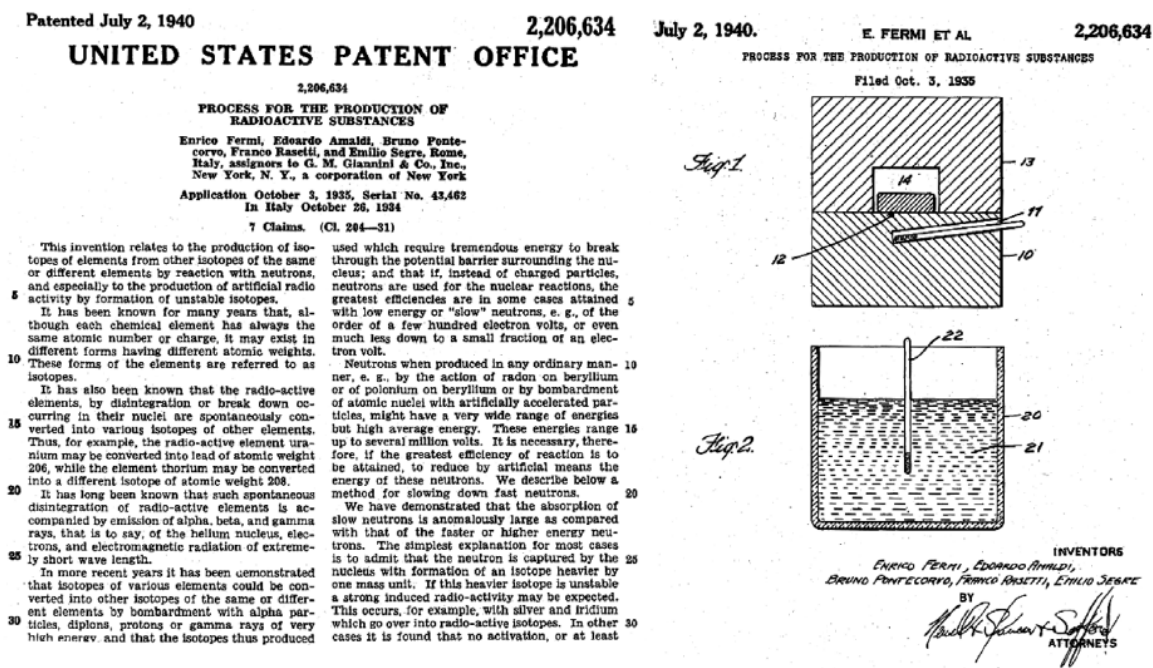 Patented July 2, 1940
2,206,634
UNITED STATES PATENT OFFICE
2,206,634
PROCESS FOR THE PRODUCTION OF
RADIOACTIVE SUBSTANCES
Enrico Fermi, Edoardo Amaldi, Bruno Ponte-
corvo, Franco Rasetti, and Emilio Segre, Rome,
Italy, assignors to G. M. Giannini & Co., Inc.,
New York, N. Y., a corporation of New York
Application October 3, 1935, Serial No. 43,462
In Italy October 26, 1934
7 Claims. (Cl. 204—31)
This invention relates to the production of iso-
topes of elements from other isotopes of the same
or different elements by reaction with neutrons,
and especially to the production of artificial radio
5 activity by formation of unstable isotopes.
It has been known for many years that, al-
though each chemical element has always the
same atomic number or charge, it may exist in
different forms having different atomic weights.
10 These forms of the elements are referred to as
isotopes.
It has also been known that the radio-active
elements, by disintegration or break down oc-
curring in their nuclei are spontaneously con-
15 verted into various isotopes of other elements.
Thus, for example, the radio-active element ura-
nium may be converted into lead of atomic weight
206, while the element thorium may be converted
into a different isotope of atomic weight 208.
20 It has long been known that such spontaneous
disintegration of radio-active elements is ac-
companied by emission of alpha, beta, and gamma
rays, that is to say, of the helium nucleus, elec-
trons, and electromagnetic radiation of extreme-
25 ly short wave length.
In more recent years it has been demonstrated
that isotopes of various elements could be con-
verted into other isotopes of the same or differ-
ent elements by bombardment with alpha par-
30 ticles, diplons, protons or gamma rays of very
high energy, and that the isotopes thus produced
used which require tremendous energy to break
through the potential barrier surrounding the nu-
cleus; and that if, instead of charged particles,
neutrons are used for the nuclear reactions, the
greatest efficiencies are in some cases attained 5
with low energy or "slow" neutrons, e. g., of the
order of a few hundred electron volts, or even
much less down to a small fraction of an elec-
tron volt.
Neutrons when produced in any ordinary man- 10
ner, e. g., by the action of radon on beryllium
or of polonium on beryllium or by bombardment
of atomic nuclei with artificially accelerated par-
ticles, might have a very wide range of energies
but high average energy. These energies range 15
up to several million volts. It is necessary, there-
fore, if the greatest efficiency of reaction is to
be attained, to reduce by artificial means the
energy of these neutrons. We describe below a
method for slowing down fast neutrons. 20
We have demonstrated that the absorption of
slow neutrons is anomalously large as compared
with that of the faster or higher energy neu-
trons. The simplest explanation for most cases
is to admit that the neutron is captured by the 25
nucleus with formation of an isotope heavier by
one mass unit. If this heavier isotope is unstable
a strong induced radio-activity may be expected.
This occurs, for example, with silver and iridium
which go over into radio-active isotopes. In other 30
cases it is found that no activation, or at least
July 2, 1940.
E. FERMI ET AL
2,206,634
PROCESS FOR THE PRODUCTION OF RADIOACTIVE SUBSTANCES
Filed Oct. 3, 1935
Fig.1.
13
14
11
12
10
22
20
21
Fig.2.
INVENTORS
ENRICO FERMI, EDOARDO AMALDI,
BRUNO PONTECORVO, FRANCO RASETTI, EMILIO SEGRE
BY
ATTORNEYS